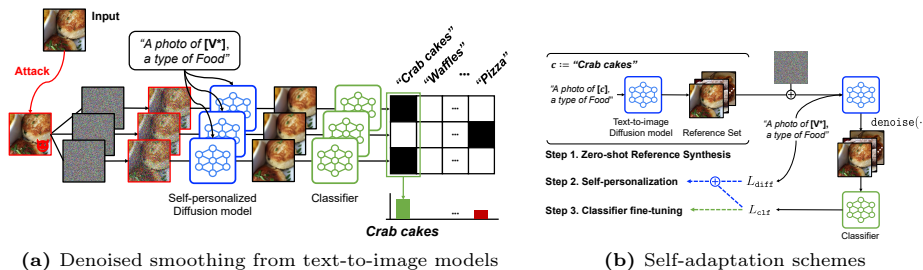 Input
Attack
“A photo of [V*],
a type of Food”
“Crab cakes”
“Waffles”
...
“Pizza”
...
...
...
Self-personalized
Diffusion model
Classifier
...
Crab cakes
(a) Denoised smoothing from text-to-image models
c := “Crab cakes”
“A photo of [c],
a type of Food”
Text-to-image
Diffusion model
Reference Set
“A photo of [V*],
a type of Food”
denoise(·
Step 1. Zero-shot Reference Synthesis
Step 2. Self-personalization
L_diff
Step 3. Classifier fine-tuning
L_clf
Classifier
(b) Self-adaptation schemes